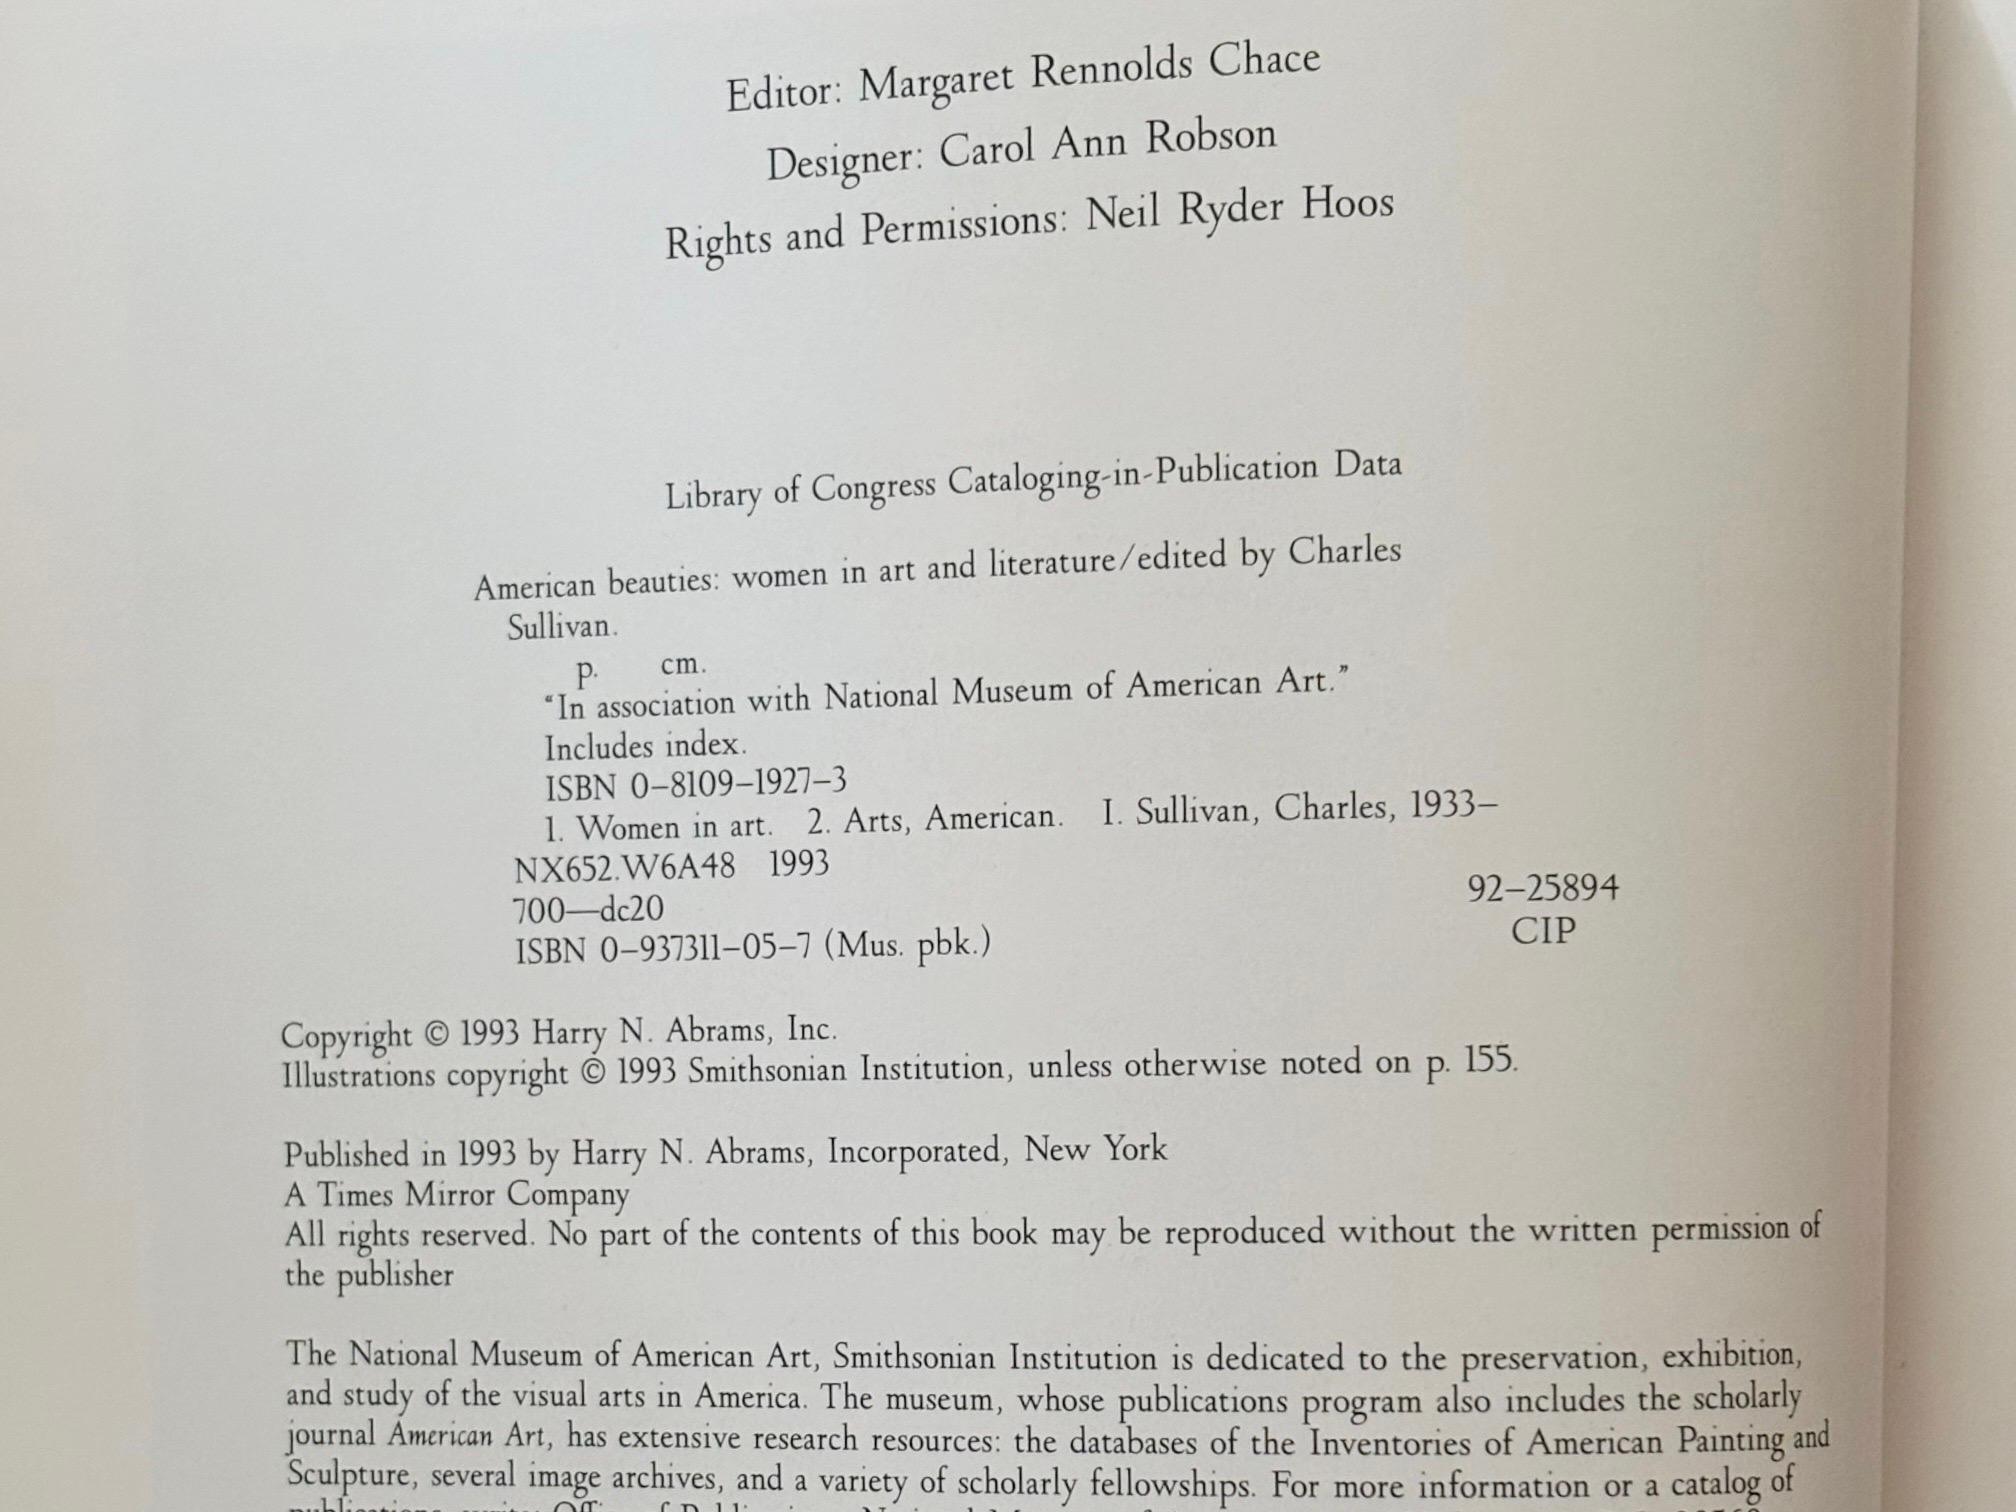 Editor: Margaret Rennolds Chace
Designer: Carol Ann Robson
Rights and Permissions: Neil Ryder Hoos
Library of Congress Cataloging-in-Publication Data
American beauties: women in art and literature/edited by Charles
Sullivan.
p. cm.
"In association with National Museum of American Art."
Includes index.
ISBN 0–8109–1927–3
1. Women in art. 2. Arts, American. I. Sullivan, Charles, 1933–
NX652.W6A48 1993
700—dc20
92–25894
ISBN 0–937311–05–7 (Mus. pbk.)
CIP
Copyright © 1993 Harry N. Abrams, Inc.
Illustrations copyright © 1993 Smithsonian Institution, unless otherwise noted on p. 155.
Published in 1993 by Harry N. Abrams, Incorporated, New York
A Times Mirror Company
All rights reserved. No part of the contents of this book may be reproduced without the written permission of
the publisher
The National Museum of American Art, Smithsonian Institution is dedicated to the preservation, exhibition,
and study of the visual arts in America. The museum, whose publications program also includes the scholarly
journal American Art, has extensive research resources: the databases of the Inventories of American Painting and
Sculpture, several image archives, and a variety of scholarly fellowships. For more information or a catalog of